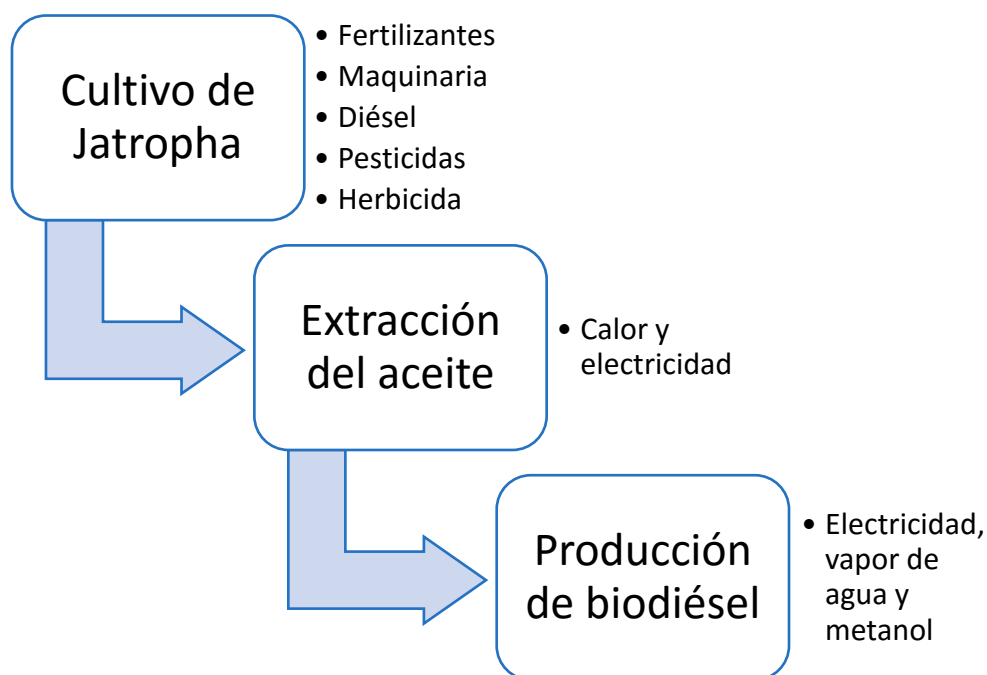 Cultivo de
Jatropha
• Fertilizantes
• Maquinaria
• Diésel
• Pesticidas
• Herbicida
Extracción
del aceite
• Calor y
electricidad
Producción
de biodiésel
• Electricidad,
vapor de
agua y
metanol